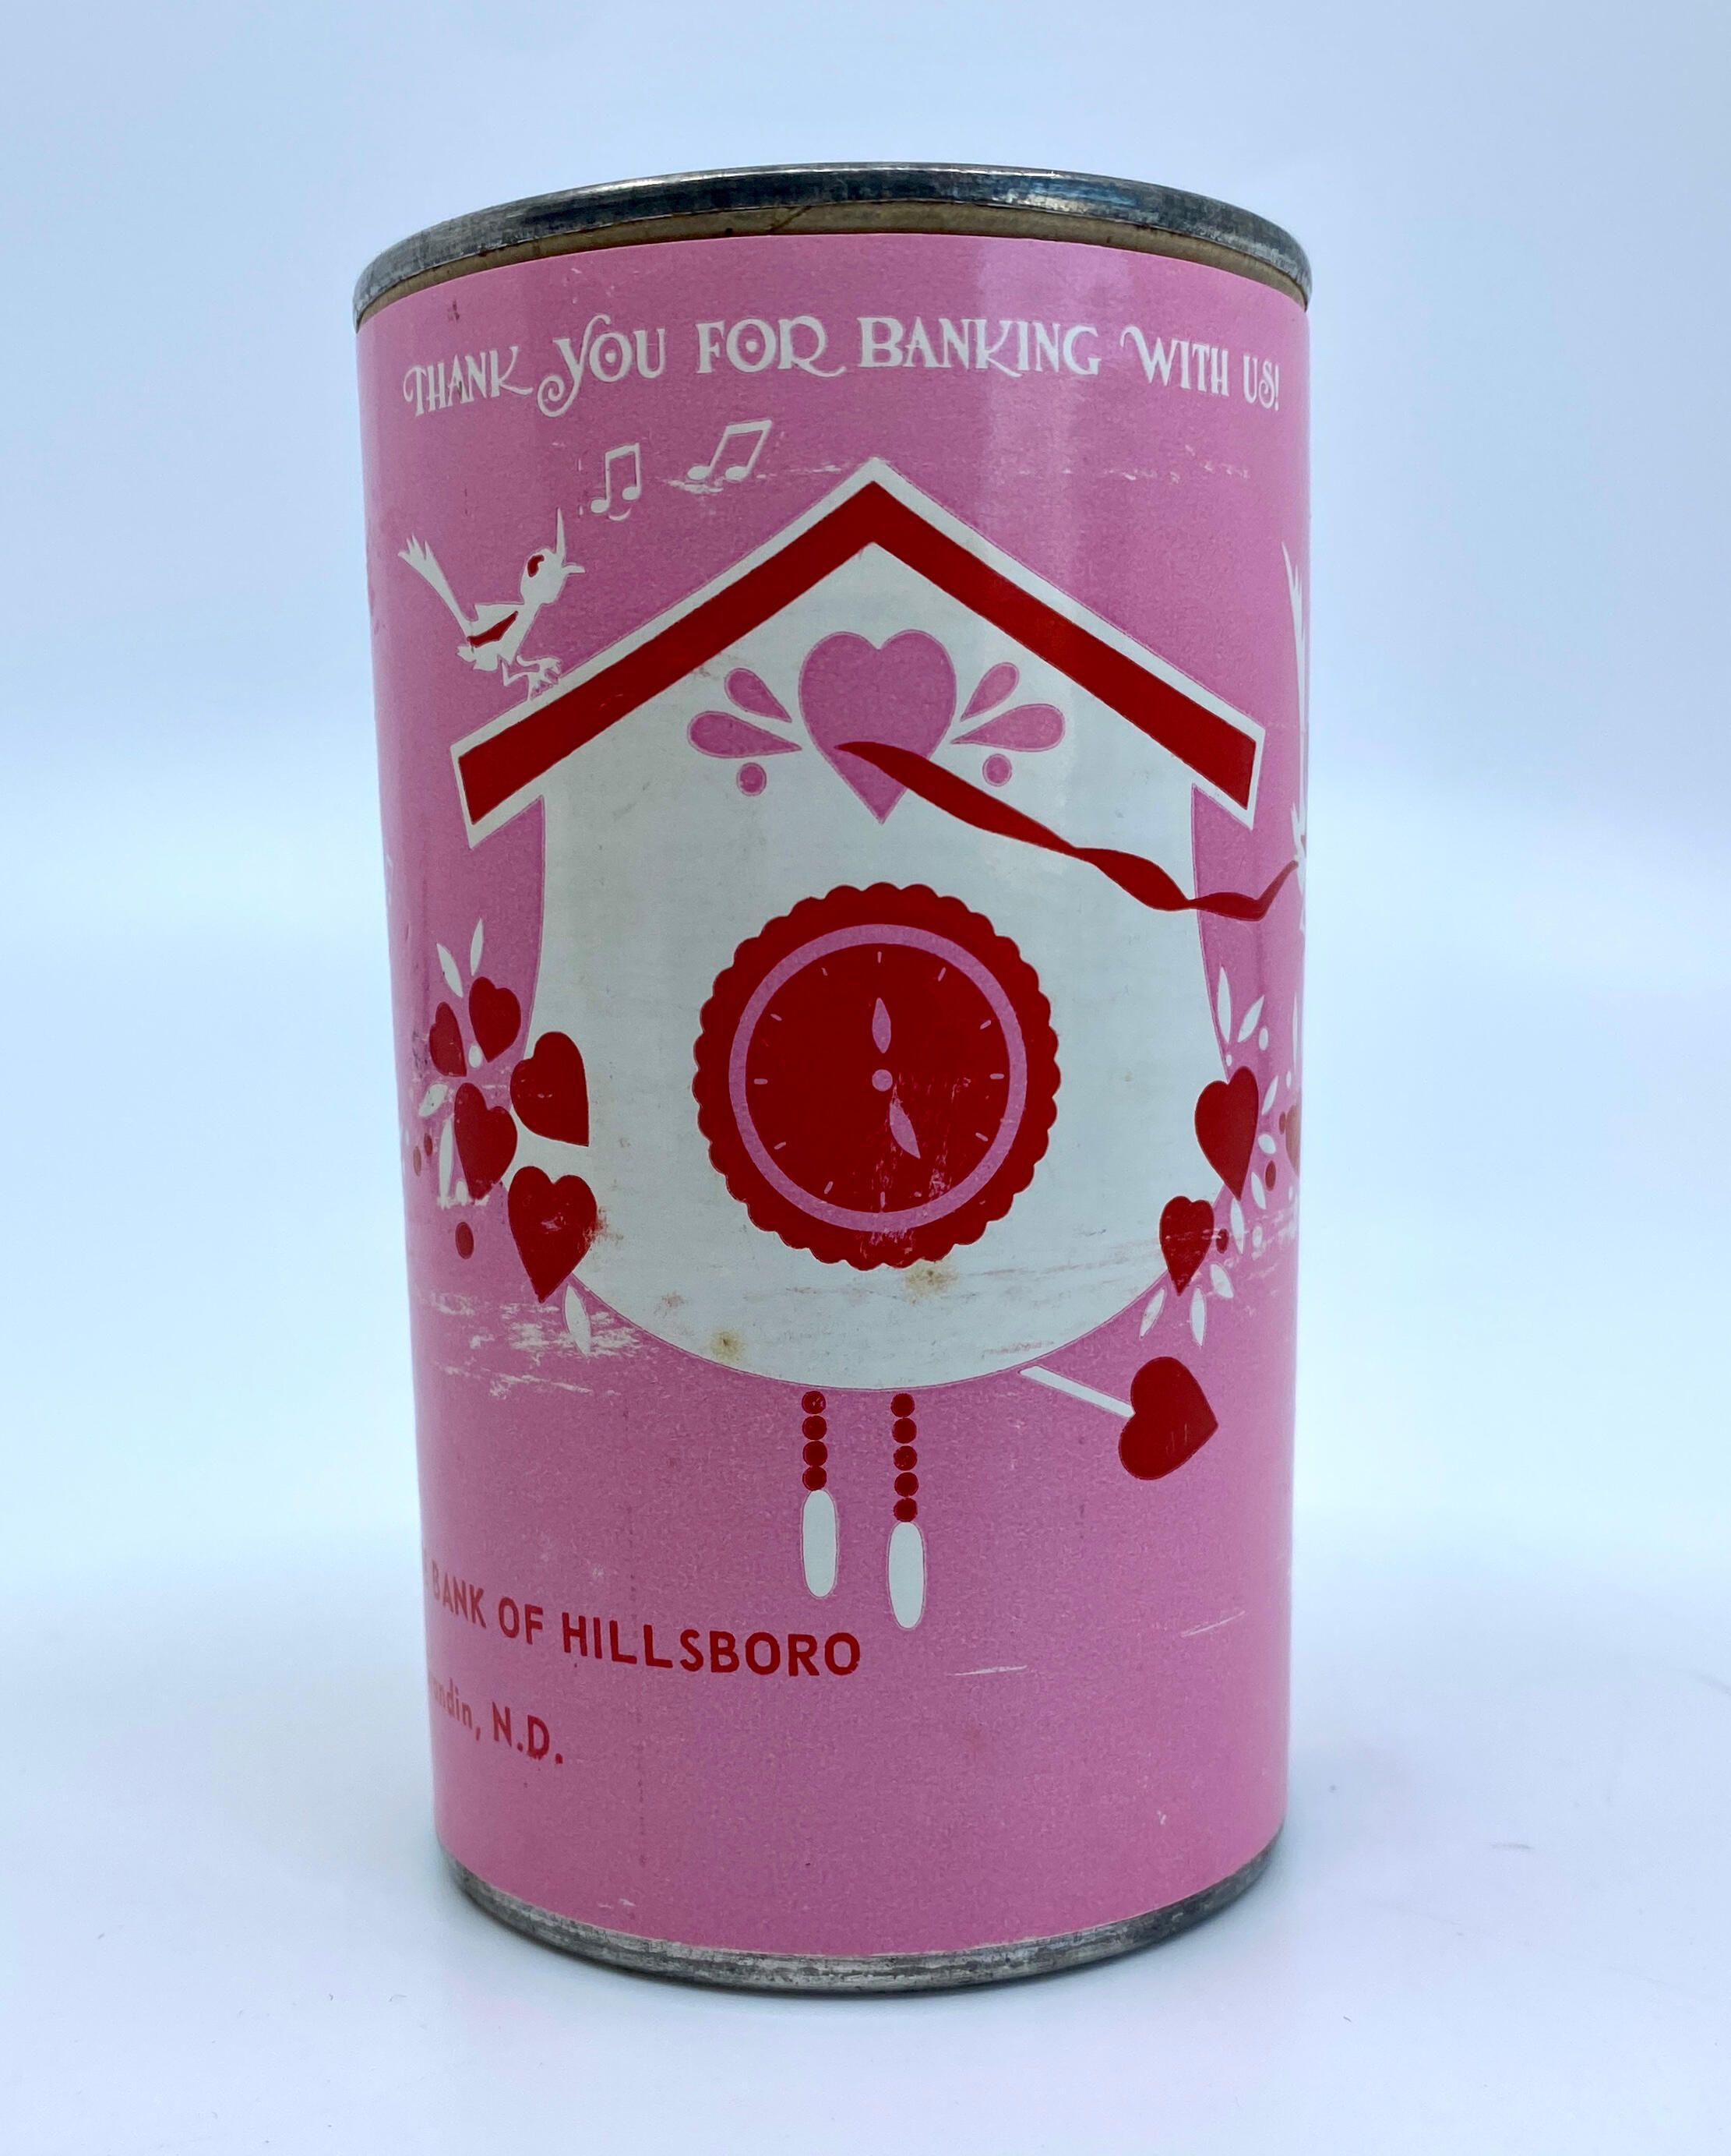 THANK YOU FOR BANKING WITH US!
BANK OF HILLSBORO
N.D.